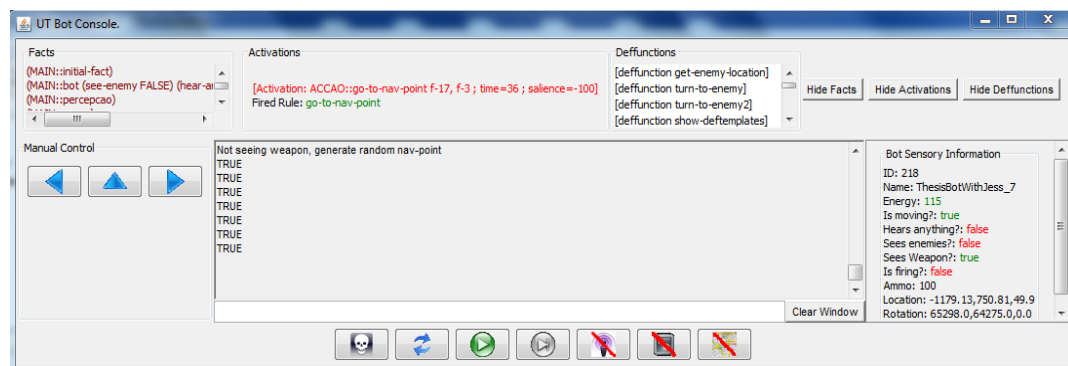 UT Bot Console.
Facts
(MAIN::initial-fact)
(MAIN::bot (see-enemy FALSE) (hear-a
(MAIN::percepcao)
Activations
[Activation: ACCAO::go-to-nav-point f-17, f-3 ; time=36 ; salience=-100]
Fired Rule: go-to-nav-point
Deffunctions
[deffunction get-enemy-location]
[deffunction turn-to-enemy]
[deffunction turn-to-enemy2]
[deffunction show-deftemplates]
Hide Facts
Hide Activations
Hide Deffunctions
Manual Control
Not seeing weapon, generate random nav-point
TRUE
TRUE
TRUE
TRUE
TRUE
TRUE
TRUE
Clear Window
Bot Sensory Information
ID: 218
Name: ThesisBotWithJess_7
Energy: 115
Is moving?: true
Hears anything?: false
Sees enemies?: false
Sees Weapon?: true
Is firing?: false
Ammo: 100
Location: -1179.13,750.81,49.9
Rotation: 65298.0,64275.0,0.0